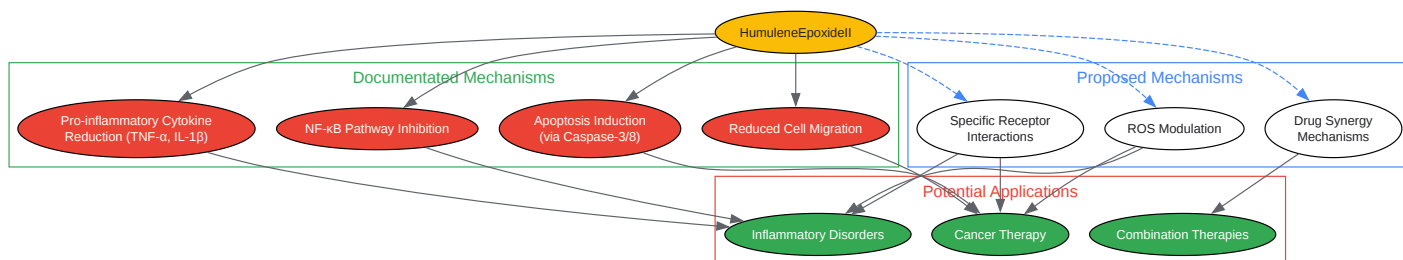 HumuleneEpoxideII
Documentated Mechanisms
Proposed Mechanisms
Pro-inflammatory Cytokine
Reduction (TNF-α, IL-1β)
NF-κB Pathway Inhibition
Apoptosis Induction
(via Caspase-3/8)
Reduced Cell Migration
Specific Receptor
Interactions
ROS Modulation
Drug Synergy
Mechanisms
Potential Applications
Inflammatory Disorders
Cancer Therapy
Combination Therapies